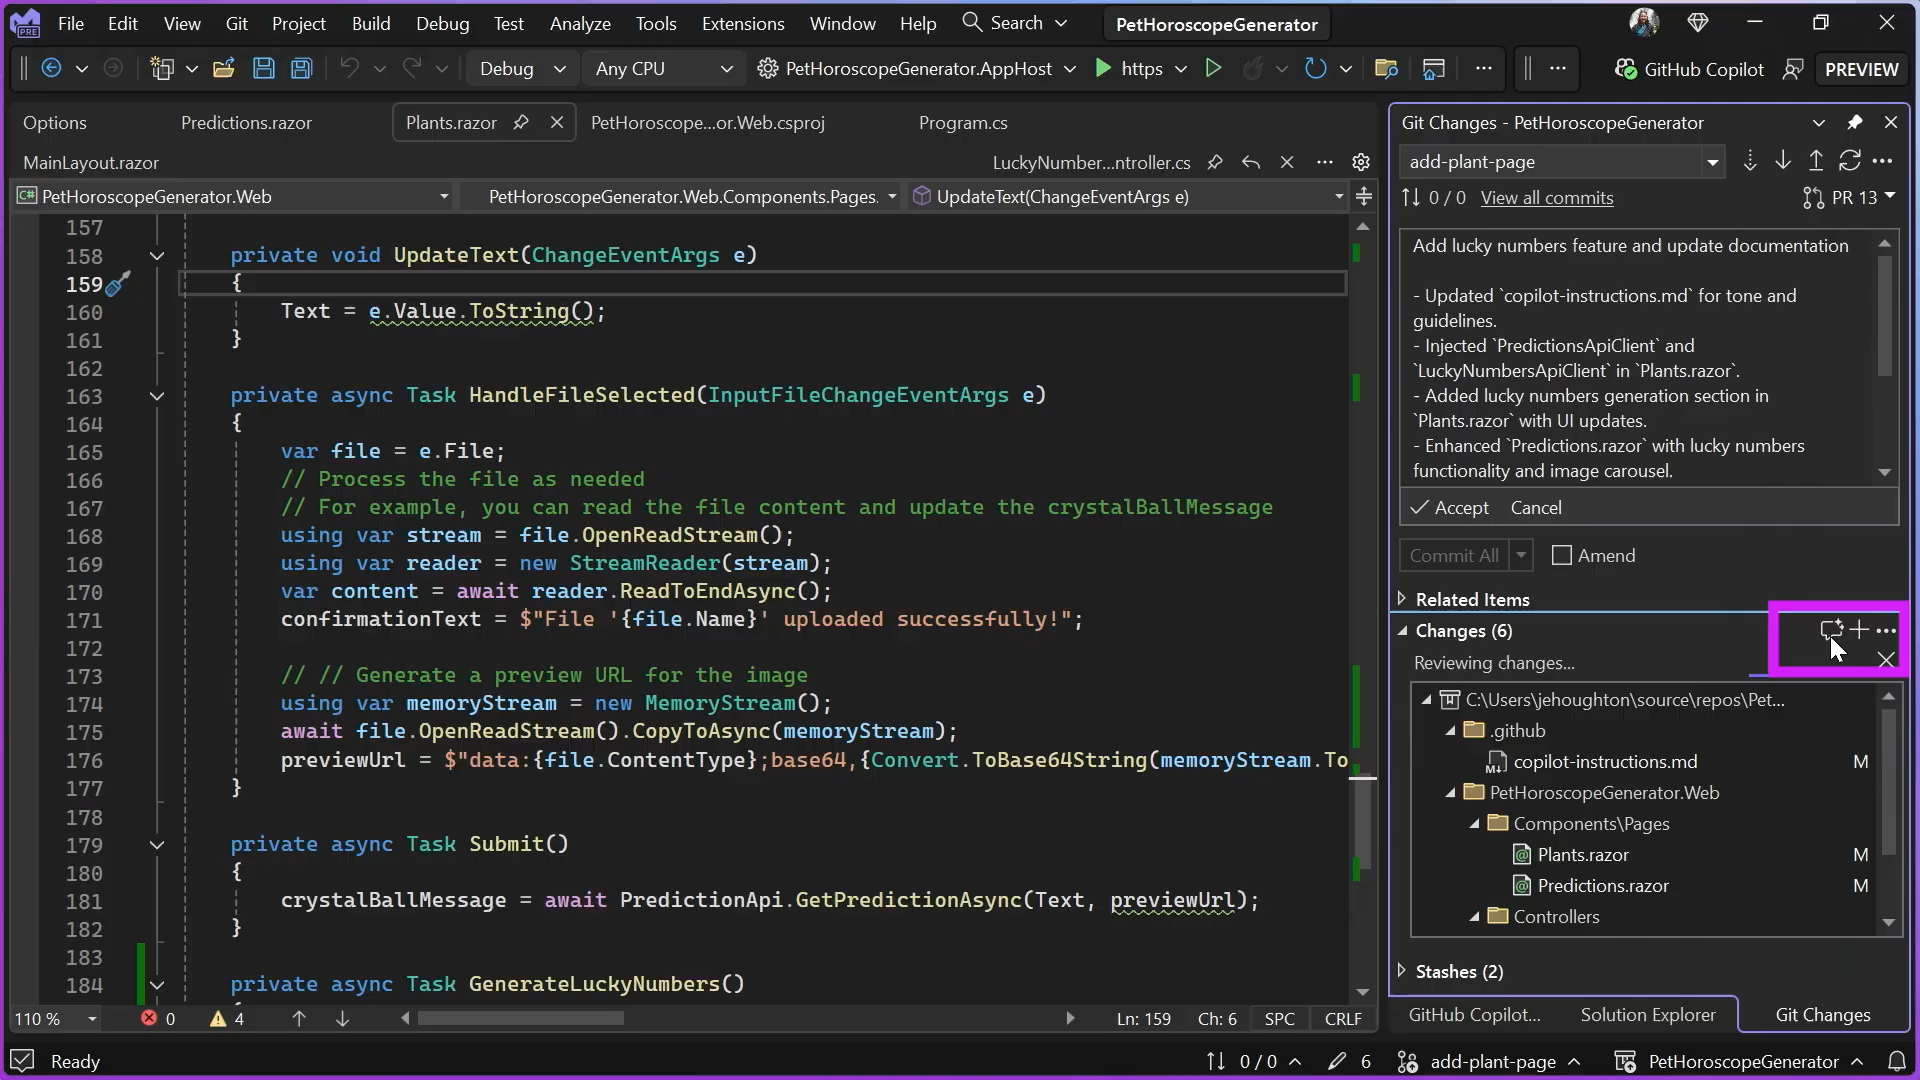 File Edit View Git Project Build Debug Test Analyze Tools Extensions Window Help Search PetHoroscopeGenerator
PRE
Debug Any CPU PetHoroscopeGenerator.AppHost https GitHub Copilot PREVIEW
Options Predictions.razor Plants.razor PetHoroscope...or.Web.csproj Program.cs
MainLayout.razor LuckyNumber...ntroller.cs
PetHoroscopeGenerator.Web PetHoroscopeGenerator.Web.Components.Pages. UpdateText(ChangeEventArgs e)
157
158 private void UpdateText(ChangeEventArgs e)
159 {
160 Text = e.Value.ToString();
161 }
162
163 private async Task HandleFileSelected(InputFileChangeEventArgs e)
164 {
165 var file = e.File;
166 // Process the file as needed
167 // For example, you can read the file content and update the crystalBallMessage
168 using var stream = file.OpenReadStream();
169 using var reader = new StreamReader(stream);
170 var content = await reader.ReadToEndAsync();
171 confirmationText = $"File '{file.Name}' uploaded successfully!";
172
173 // // Generate a preview URL for the image
174 using var memoryStream = new MemoryStream();
175 await file.OpenReadStream().CopyToAsync(memoryStream);
176 previewUrl = $"data:{file.ContentType};base64,{Convert.ToBase64String(memoryStream.To
177 }
178
179 private async Task Submit()
180 {
181 crystalBallMessage = await PredictionApi.GetPredictionAsync(Text, previewUrl);
182 }
183
184 private async Task GenerateLuckyNumbers()
110 % 0 4 Ln: 159 Ch: 6 SPC CRLF
Git Changes - PetHoroscopeGenerator
add-plant-page
0 / 0 View all commits PR 13
Add lucky numbers feature and update documentation
- Updated `copilot-instructions.md` for tone and
guidelines.
- Injected `PredictionsApiClient` and
`LuckyNumbersApiClient` in `Plants.razor`.
- Added lucky numbers generation section in
`Plants.razor` with UI updates.
- Enhanced `Predictions.razor` with lucky numbers
functionality and image carousel.
Accept Cancel
Commit All Amend
Related Items
Changes (6)
Reviewing changes...
C:\Users\jehoughton\source\repos\Pet...
.github
copilot-instructions.md M
PetHoroscopeGenerator.Web
Components\Pages
Plants.razor M
Predictions.razor M
Controllers
Stashes (2)
GitHub Copilot... Solution Explorer Git Changes
Ready 0 / 0 6 add-plant-page PetHoroscopeGenerator